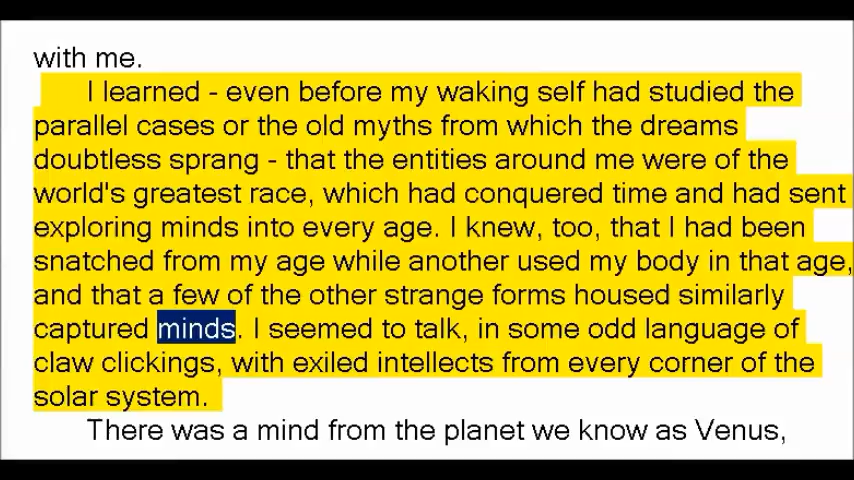 with me.
I learned - even before my waking self had studied the
parallel cases or the old myths from which the dreams
doubtless sprang - that the entities around me were of the
world's greatest race, which had conquered time and had sent
exploring minds into every age. I knew, too, that I had been
snatched from my age while another used my body in that age,
and that a few of the other strange forms housed similarly
captured minds. I seemed to talk, in some odd language of
claw clickings, with exiled intellects from every corner of the
solar system.
There was a mind from the planet we know as Venus,